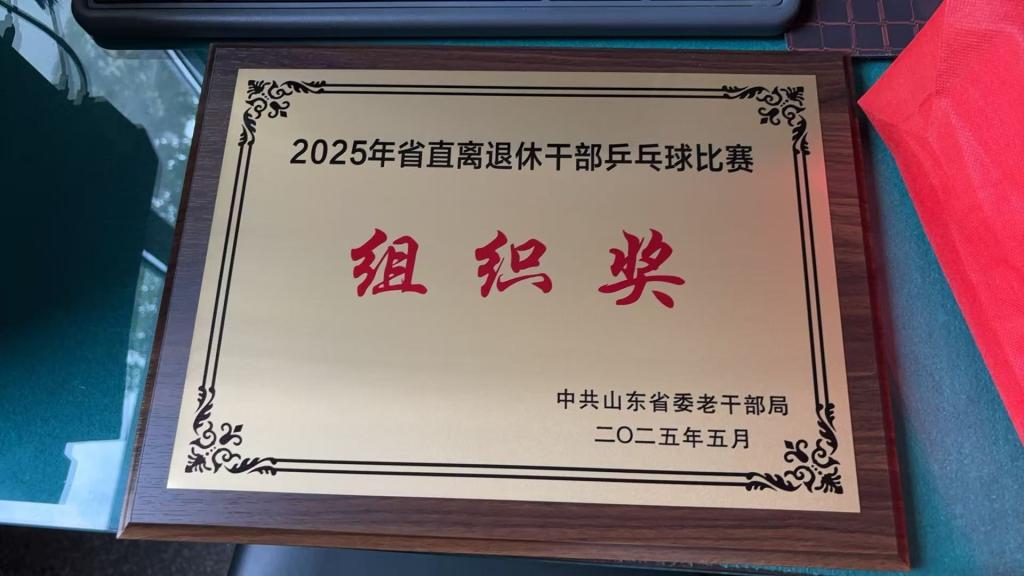 2025年省直离退休干部乒乓球比赛
组织奖
中共山东省委老干部局
二〇二五年五月